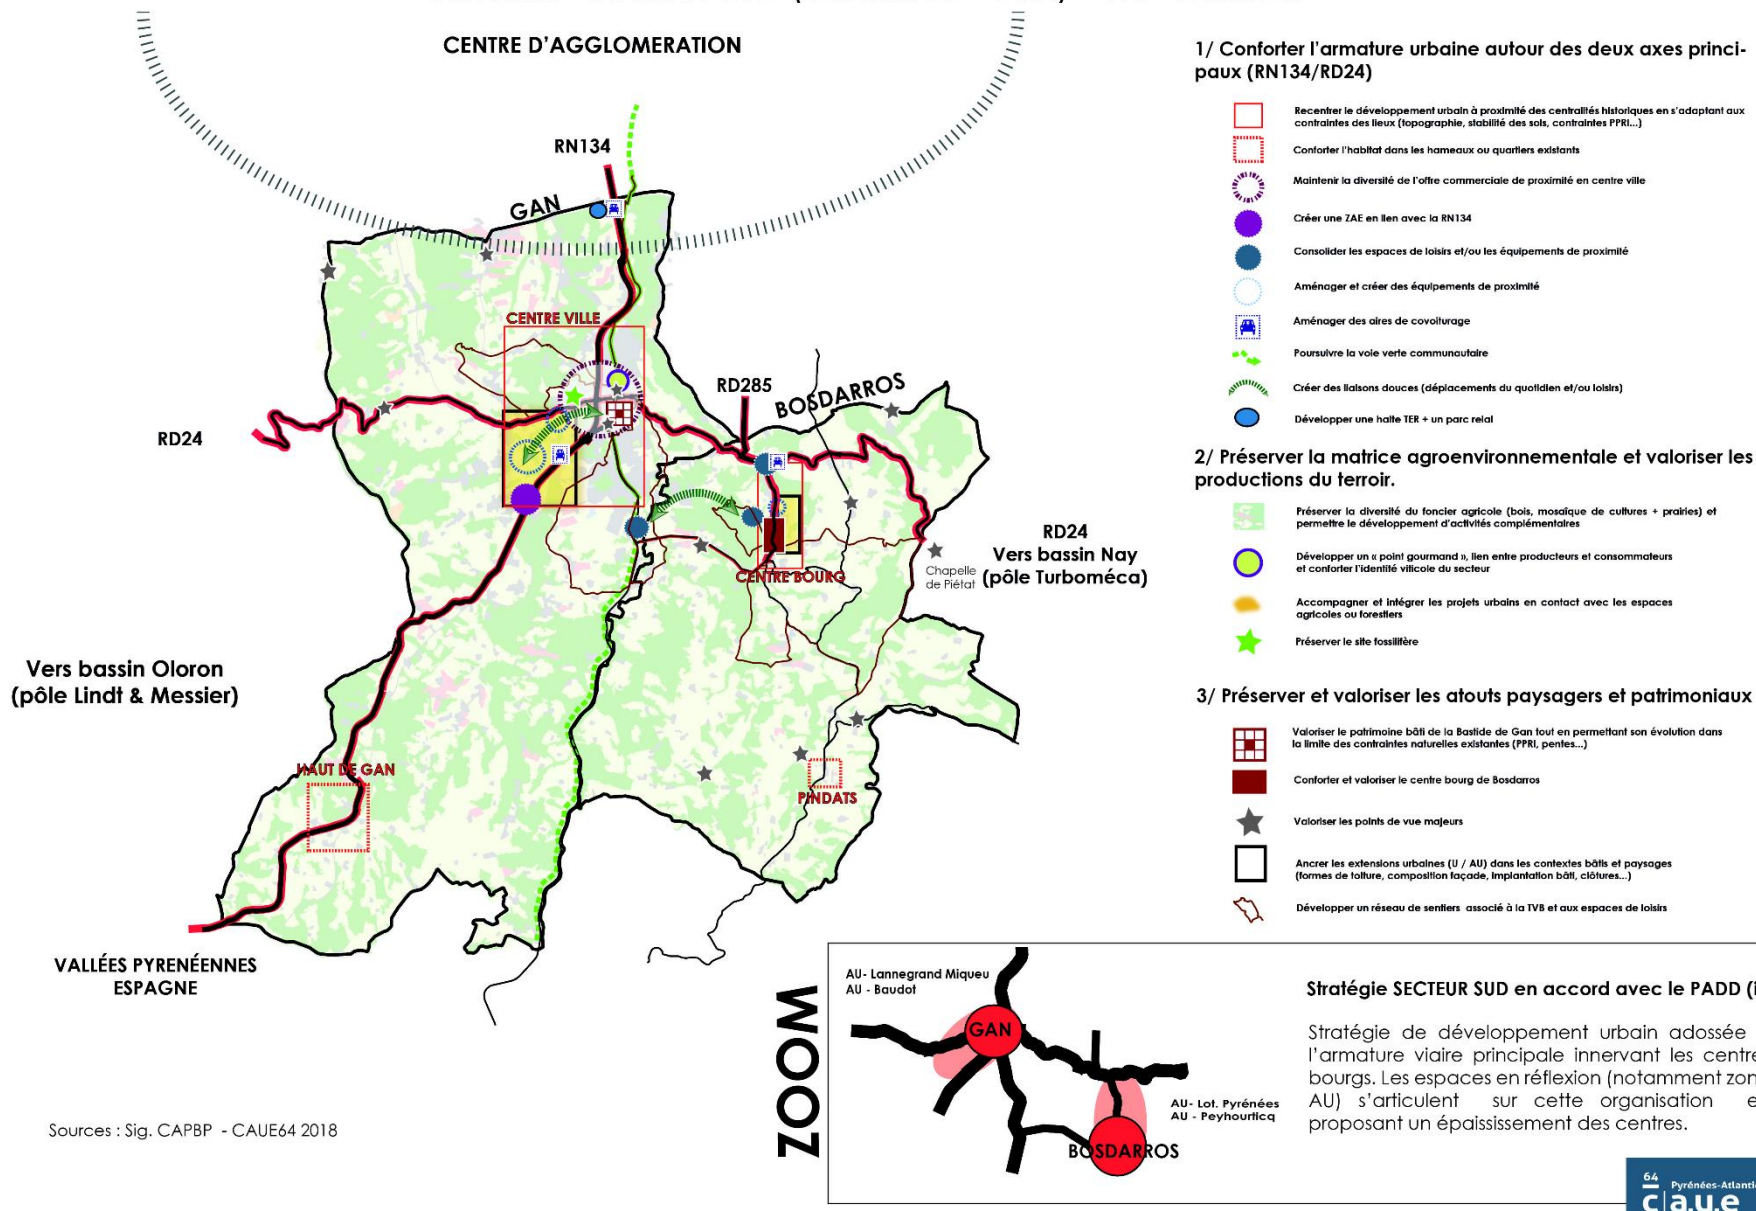 CENTRE D'AGGLOMERATION
RN134
GAN
CENTRE VILLE
RD285
BOSDARROS
RD24
RD24
Vers bassin Nay
(pôle Turboméca)
Chapelle
de Piétat
CENTRE BOURG
Vers bassin Oloron
(pôle Lindt & Messier)
HAUT DE GAN
PINDATS
VALLÉES PYRENÉENNES
ESPAGNE
Sources : Sig. CAPBP - CAUE64 2018
1/ Conforter l'armature urbaine autour des deux axes princi-
paux (RN134/RD24)
Recentrer le développement urbain à proximité des centralités historiques en s'adaptant aux
contraintes des lieux (topographie, stabilité des sols, contraintes PPRI...)
Conforter l'habitat dans les hameaux ou quartiers existants
Maintenir la diversité de l'offre commerciale de proximité en centre ville
Créer une ZAE en lien avec la RN134
Consolider les espaces de loisirs et/ou les équipements de proximité
Aménager et créer des équipements de proximité
Aménager des aires de covoiturage
Poursuivre la voie verte communautaire
Créer des liaisons douces (déplacements du quotidien et/ou loisirs)
Développer une halte TER + un parc relai
2/ Préserver la matrice agroenvironnementale et valoriser les
productions du terroir.
Préserver la diversité du foncier agricole (bois, mosaïque de cultures + prairies) et
permettre le développement d'activités complémentaires
Développer un « point gourmand », lien entre producteurs et consommateurs
et conforter l'identité viticole du secteur
Accompagner et intégrer les projets urbains en contact avec les espaces
agricoles ou forestiers
Préserver le site fossilifère
3/ Préserver et valoriser les atouts paysagers et patrimoniaux
Valoriser le patrimoine bâti de la Bastide de Gan tout en permettant son évolution dans
la limite des contraintes naturelles existantes (PPRI, pentes...)
Conforter et valoriser le centre bourg de Bosdarros
Valoriser les points de vue majeurs
Ancrer les extensions urbaines (U / AU) dans les contextes bâtis et paysages
(formes de toiture, composition façade, implantation bâti, clôtures...)
Développer un réseau de sentiers associé à la TVB et aux espaces de loisirs
ZOOM
AU- Lannegrand Miqueu
AU - Baudot
GAN
AU- Lot. Pyrénées
AU - Peyhourticq
BOSDARROS
Stratégie SECTEUR SUD en accord avec le PADD (i
Stratégie de développement urbain adossée
l'armature viaire principale innervant les centre
bourgs. Les espaces en réflexion (notamment zon
AU) s'articulent sur cette organisation e
proposant un épaississement des centres.
64 Pyrénées-Atlanti
c|a.u.e